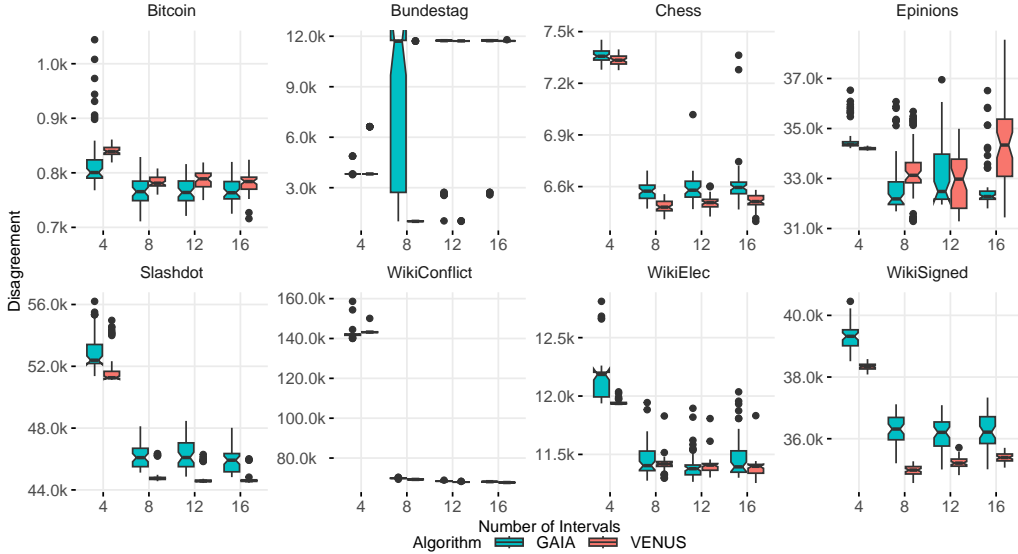 Bitcoin Bundestag Chess Epinions
1.0k 0.9k 0.8k 0.7k
12.0k 9.0k 6.0k 3.0k
7.5k 7.2k 6.9k 6.6k
37.0k 35.0k 33.0k 31.0k
4 8 12 16 4 8 12 16 4 8 12 16 4 8 12 16
Disagreement
Slashdot WikiConflict WikiElec WikiSigned
56.0k 52.0k 48.0k 44.0k
160.0k 140.0k 120.0k 100.0k 80.0k
12.5k 12.0k 11.5k
40.0k 38.0k 36.0k
4 8 12 16 4 8 12 16 4 8 12 16 4 8 12 16
Number of Intervals
Algorithm GAIA VENUS